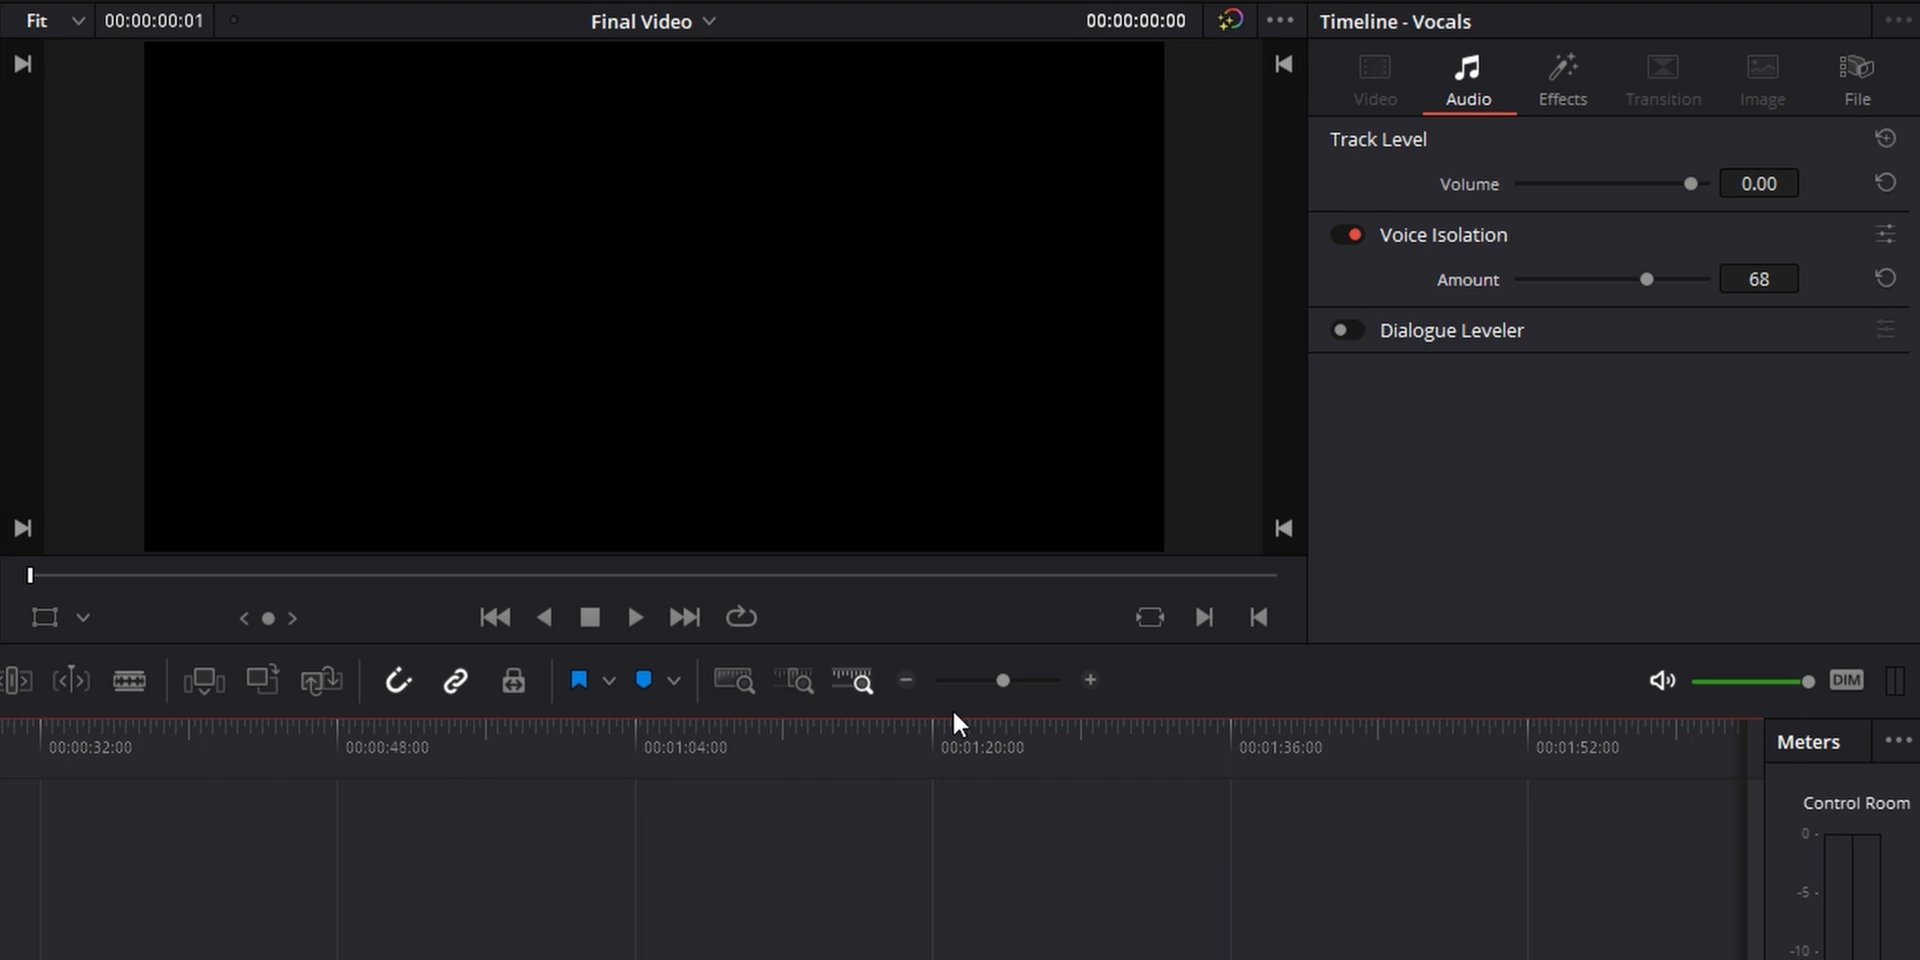 Fit 00:00:00:01 Final Video 00:00:00:00 Timeline - Vocals
Video Audio Effects Transition Image File
Track Level
Volume 0.00
Voice Isolation
Amount 68
Dialogue Leveler
DIM
00:00:32:00 00:00:48:00 00:01:04:00 00:01:20:00 00:01:36:00 00:01:52:00
Meters
Control Room
0 -
-5 -
-10 -